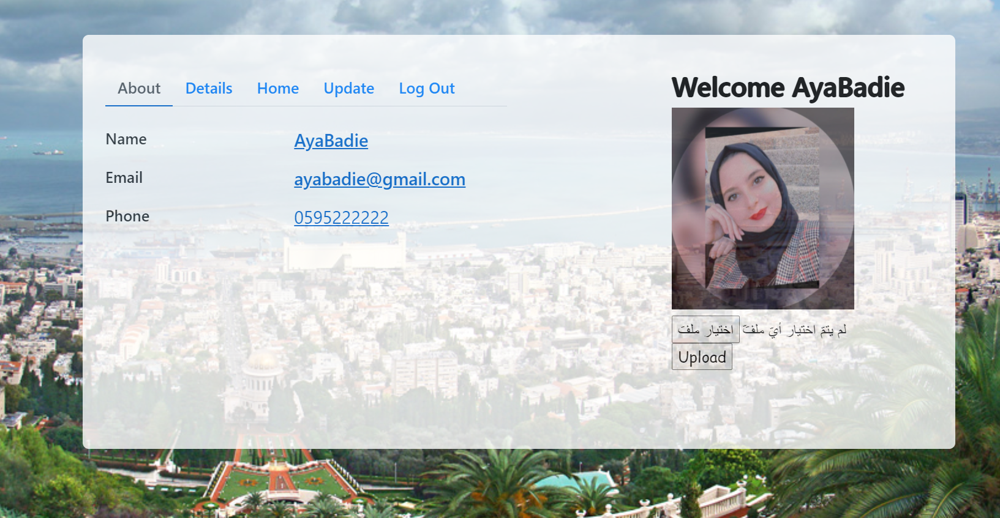 About Details Home Update Log Out
Name AyaBadie
Email ayabadie@gmail.com
Phone 0595222222
Welcome AyaBadie
اختيار ملفّ لم يتمّ اختيار أيّ ملفّ
Upload